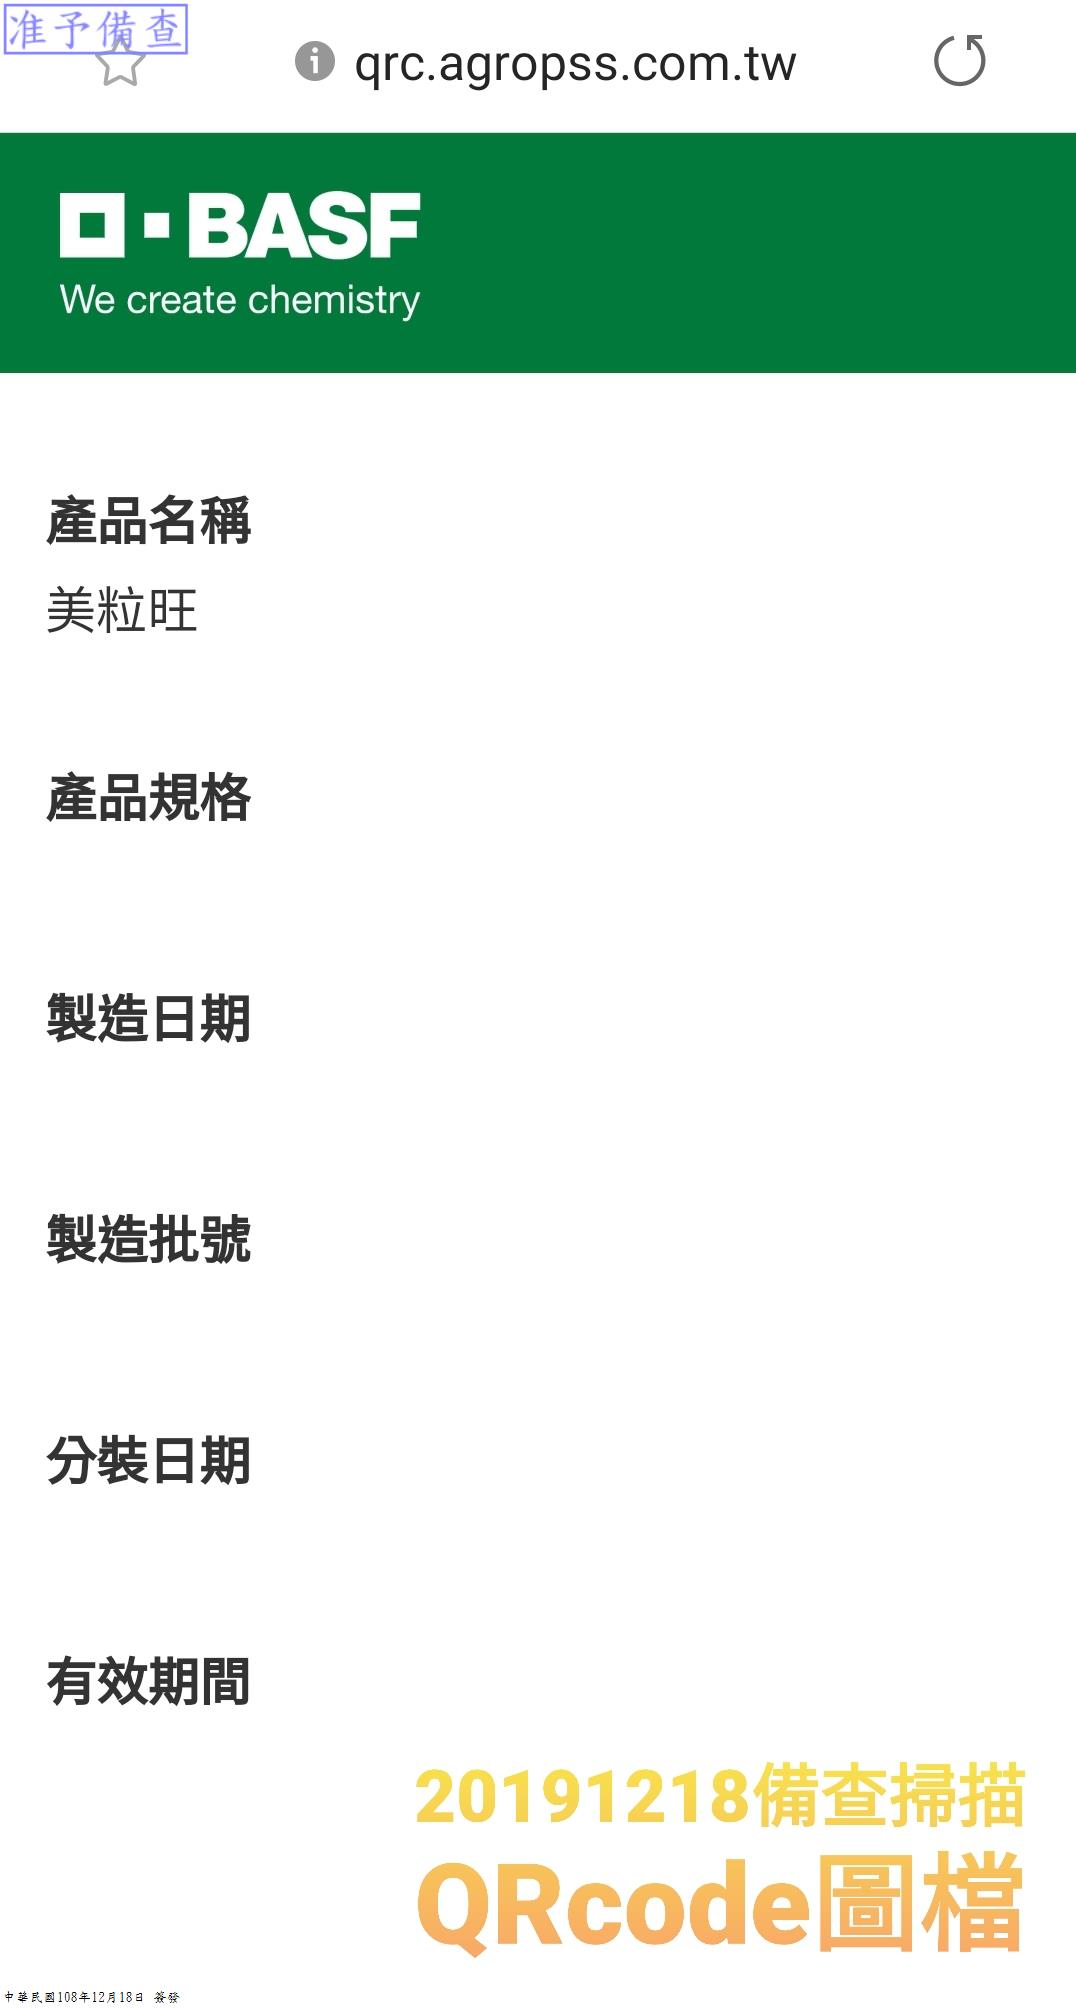 准予備查
qrc.agropss.com.tw
BASF
We create chemistry
產品名稱
美粒旺
產品規格
製造日期
製造批號
分裝日期
有效期間
20191218備查掃描
QRcode圖檔
中華民國108年12月18日 簽發